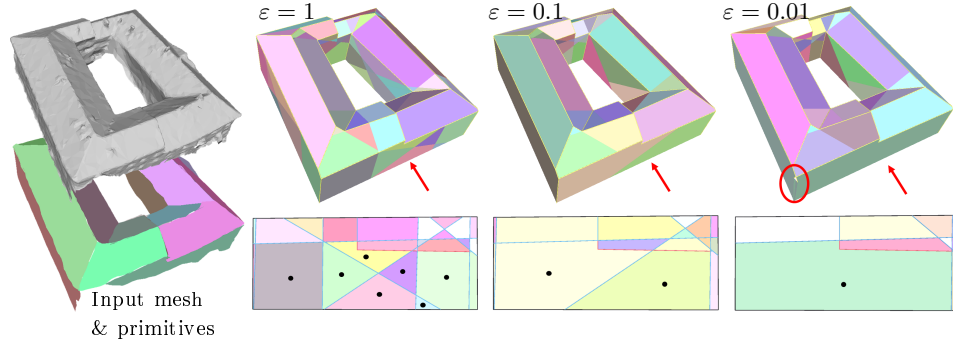 ε = 1
ε = 0.1
ε = 0.01
Input mesh
& primitives